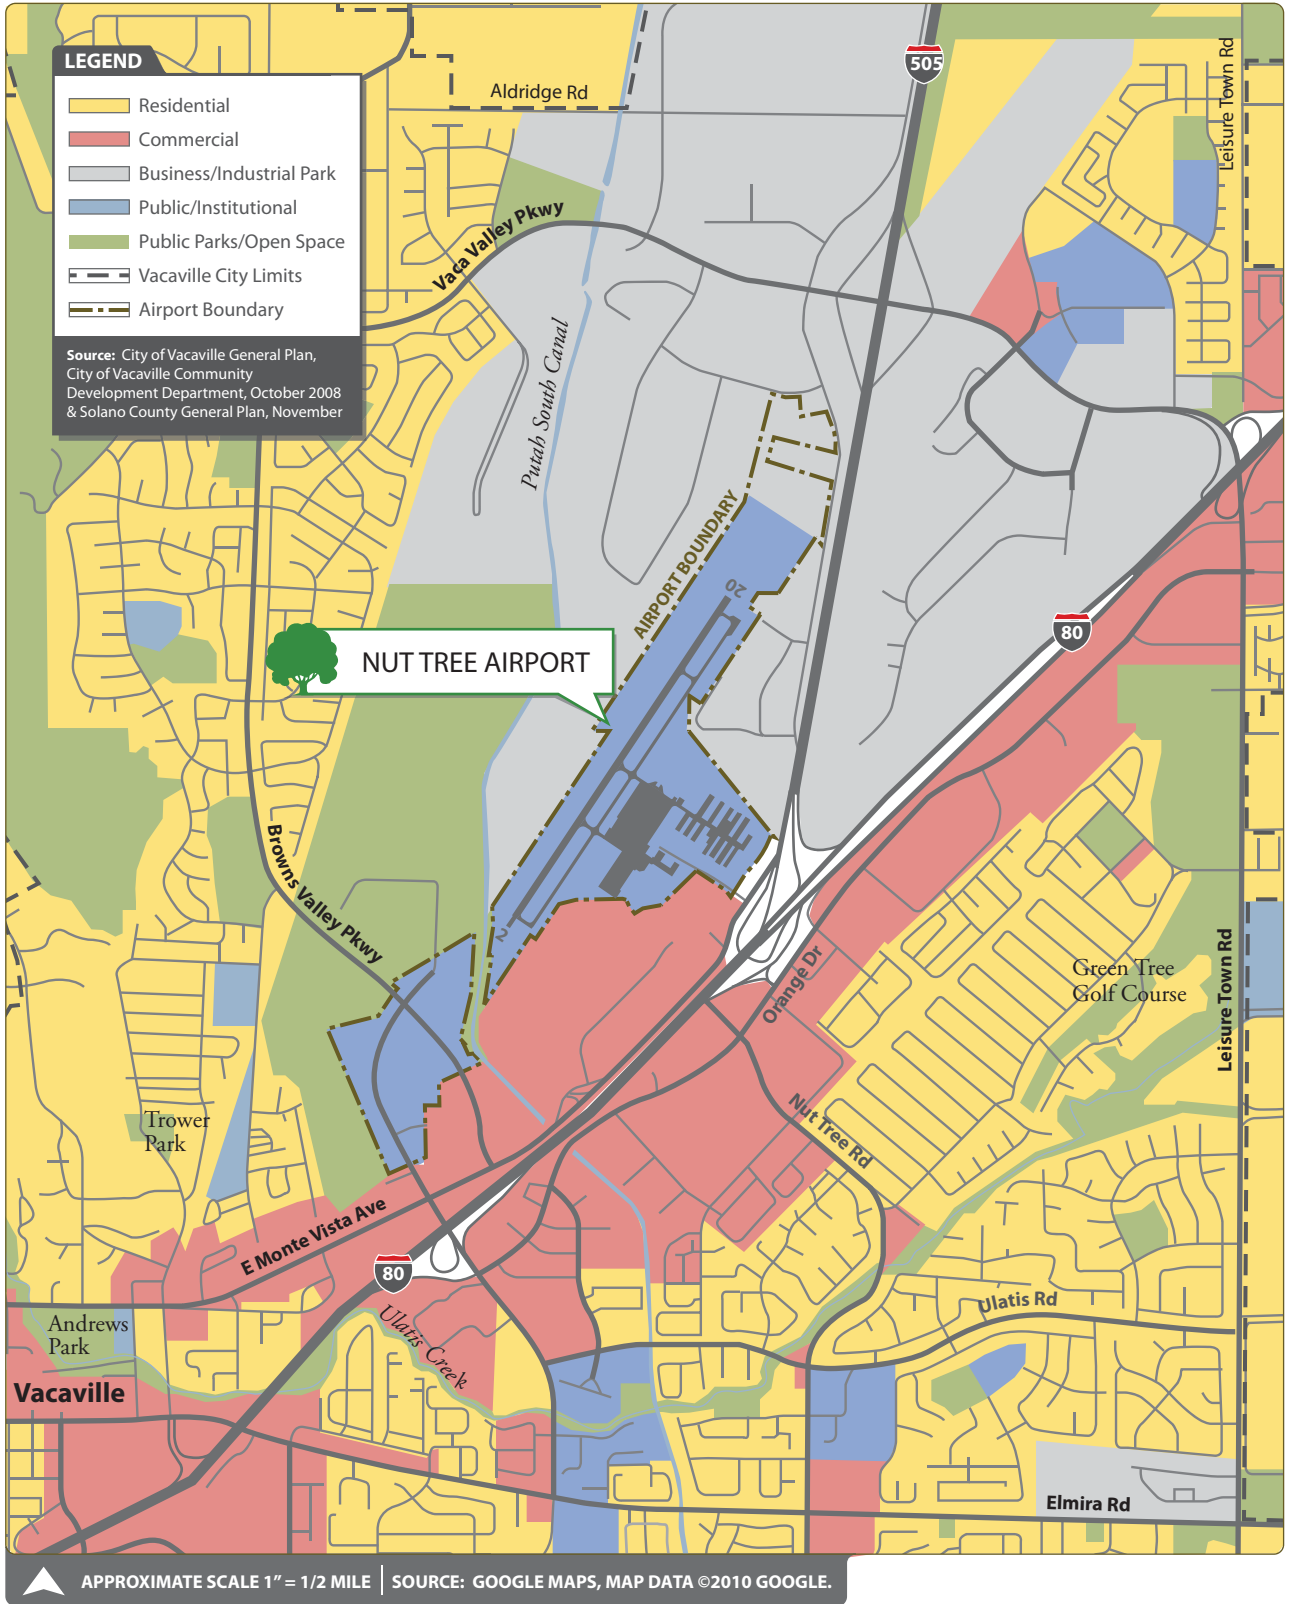 LEGEND
Residential
Commercial
Business/Industrial Park
Public/Institutional
Public Parks/Open Space
Vacaville City Limits
Airport Boundary
Source: City of Vacaville General Plan,
City of Vacaville Community
Development Department, October 2008
& Solano County General Plan, November
Aldridge Rd
505
Leisure Town Rd
Vaca Valley Pkwy
Putah South Canal
AIRPORT BOUNDARY
20
80
NUT TREE AIRPORT
Browns Valley Pkwy
2
Orange Dr
Green Tree
Golf Course
Leisure Town Rd
Nut Tree Rd
Trower
Park
E Monte Vista Ave
80
Ulatis Creek
Ulatis Rd
Andrews
Park
Vacaville
Elmira Rd
APPROXIMATE SCALE 1" = 1/2 MILE
SOURCE: GOOGLE MAPS, MAP DATA ©2010 GOOGLE.